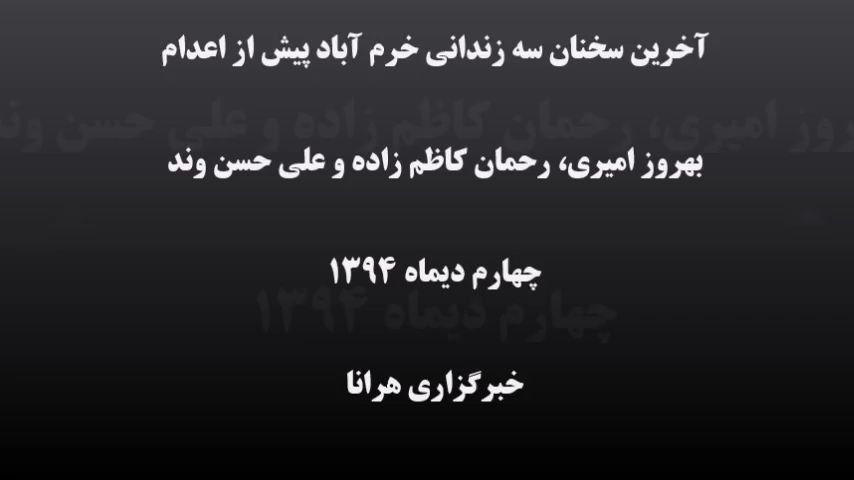 آخرین سخنان سه زندانی خرم آباد پیش از اعدام
بهروز امیری، رحمان کاظم زاده و علی حسن وند
چهارم دیماه ۱۳۹۴
خبرگزاری هرانا